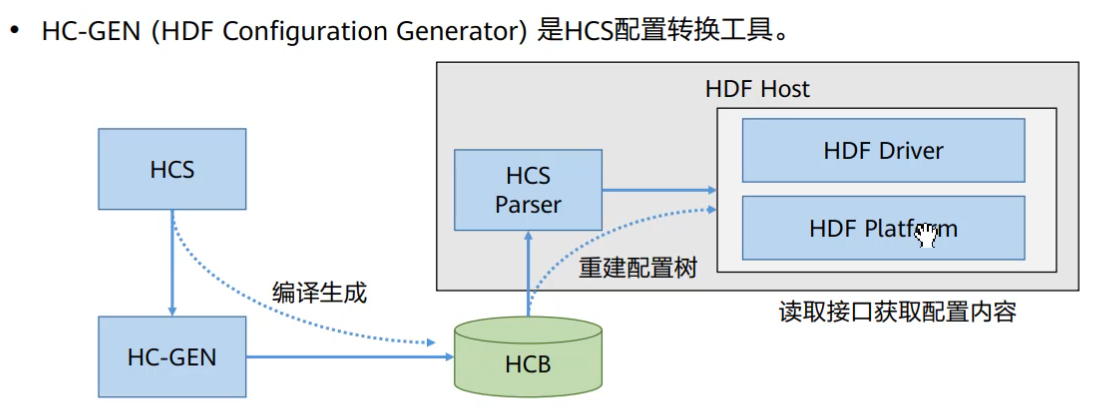 • HC-GEN (HDF Configuration Generator) 是HCS配置转换工具。
HDF Host
HCS
HCS
Parser
HDF Driver
HDF Platform
重建配置树
编译生成
读取接口获取配置内容
HC-GEN
HCB